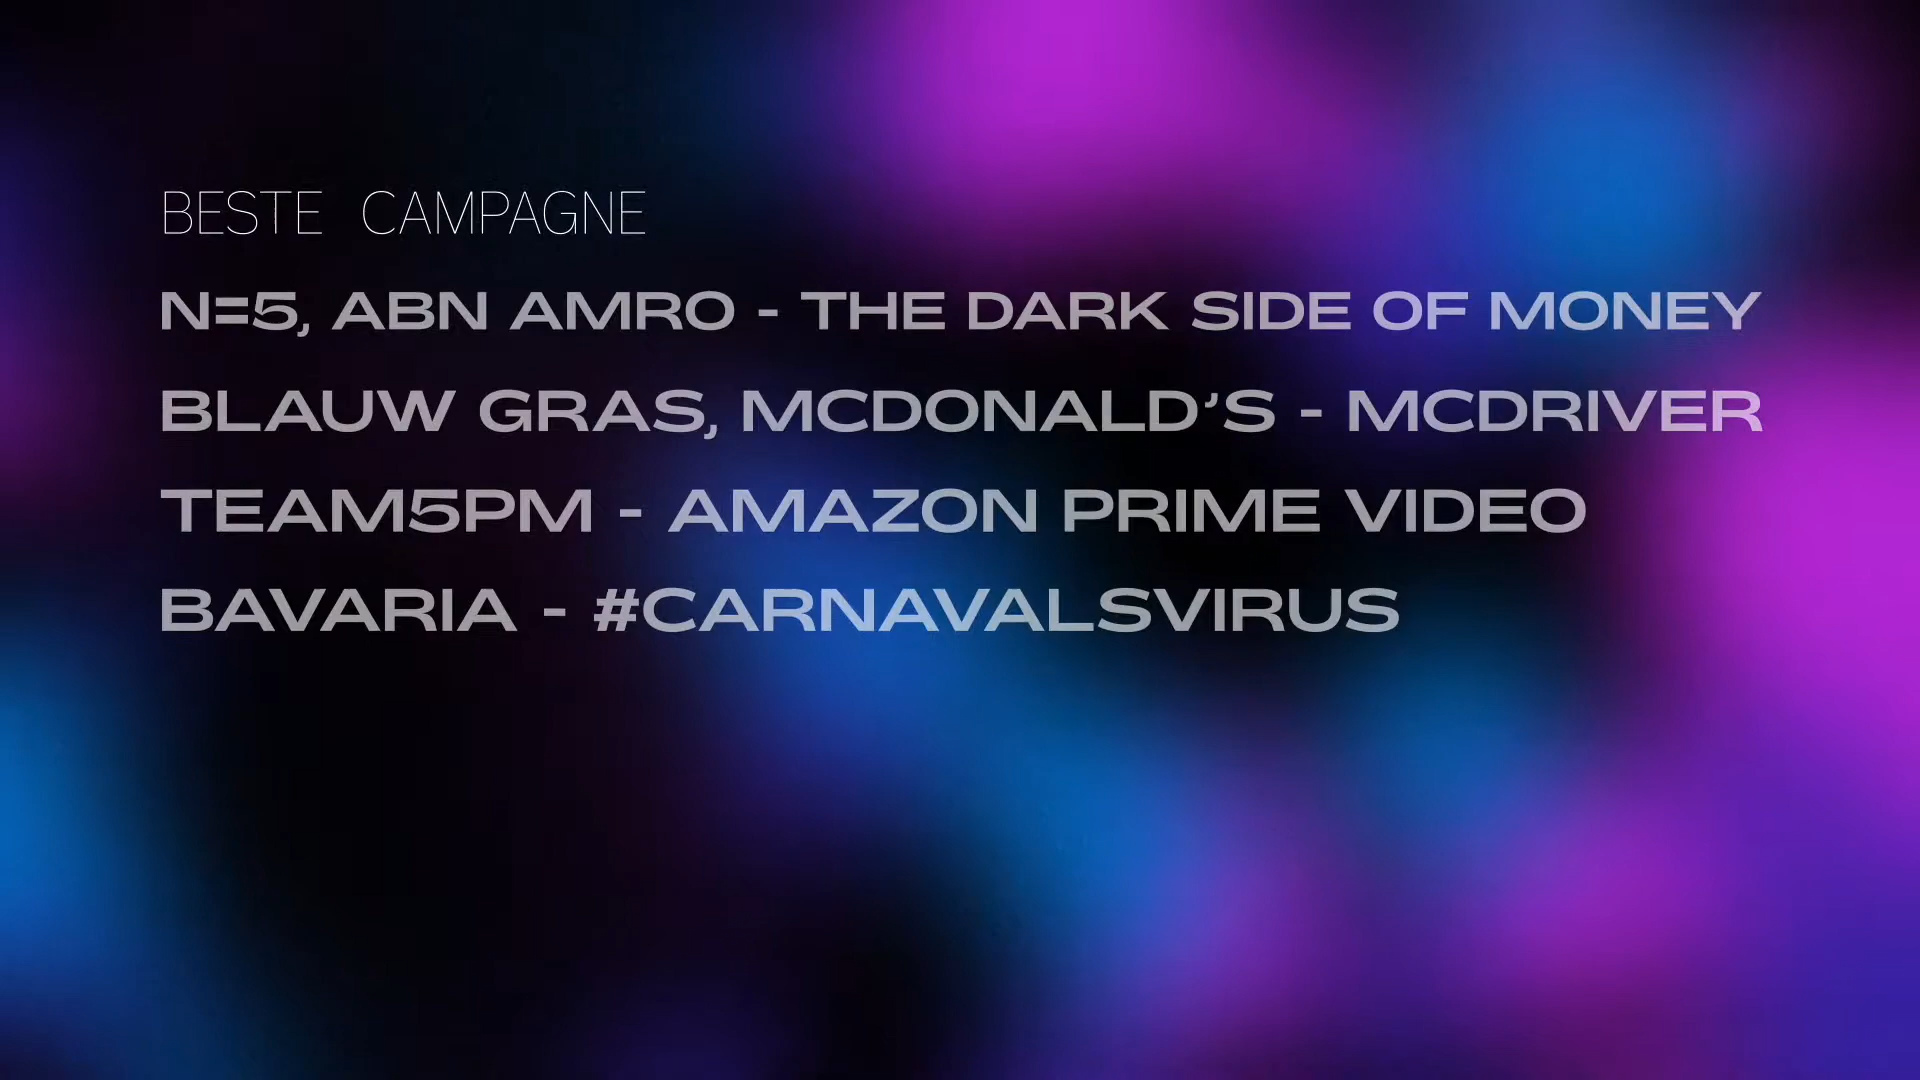 BESTE CAMPAGNE
N=5, ABN AMRO - THE DARK SIDE OF MONEY
BLAUW GRAS, MCDONALD’S - MCDRIVER
TEAM5PM - AMAZON PRIME VIDEO
BAVARIA - #CARNAVALSVIRUS